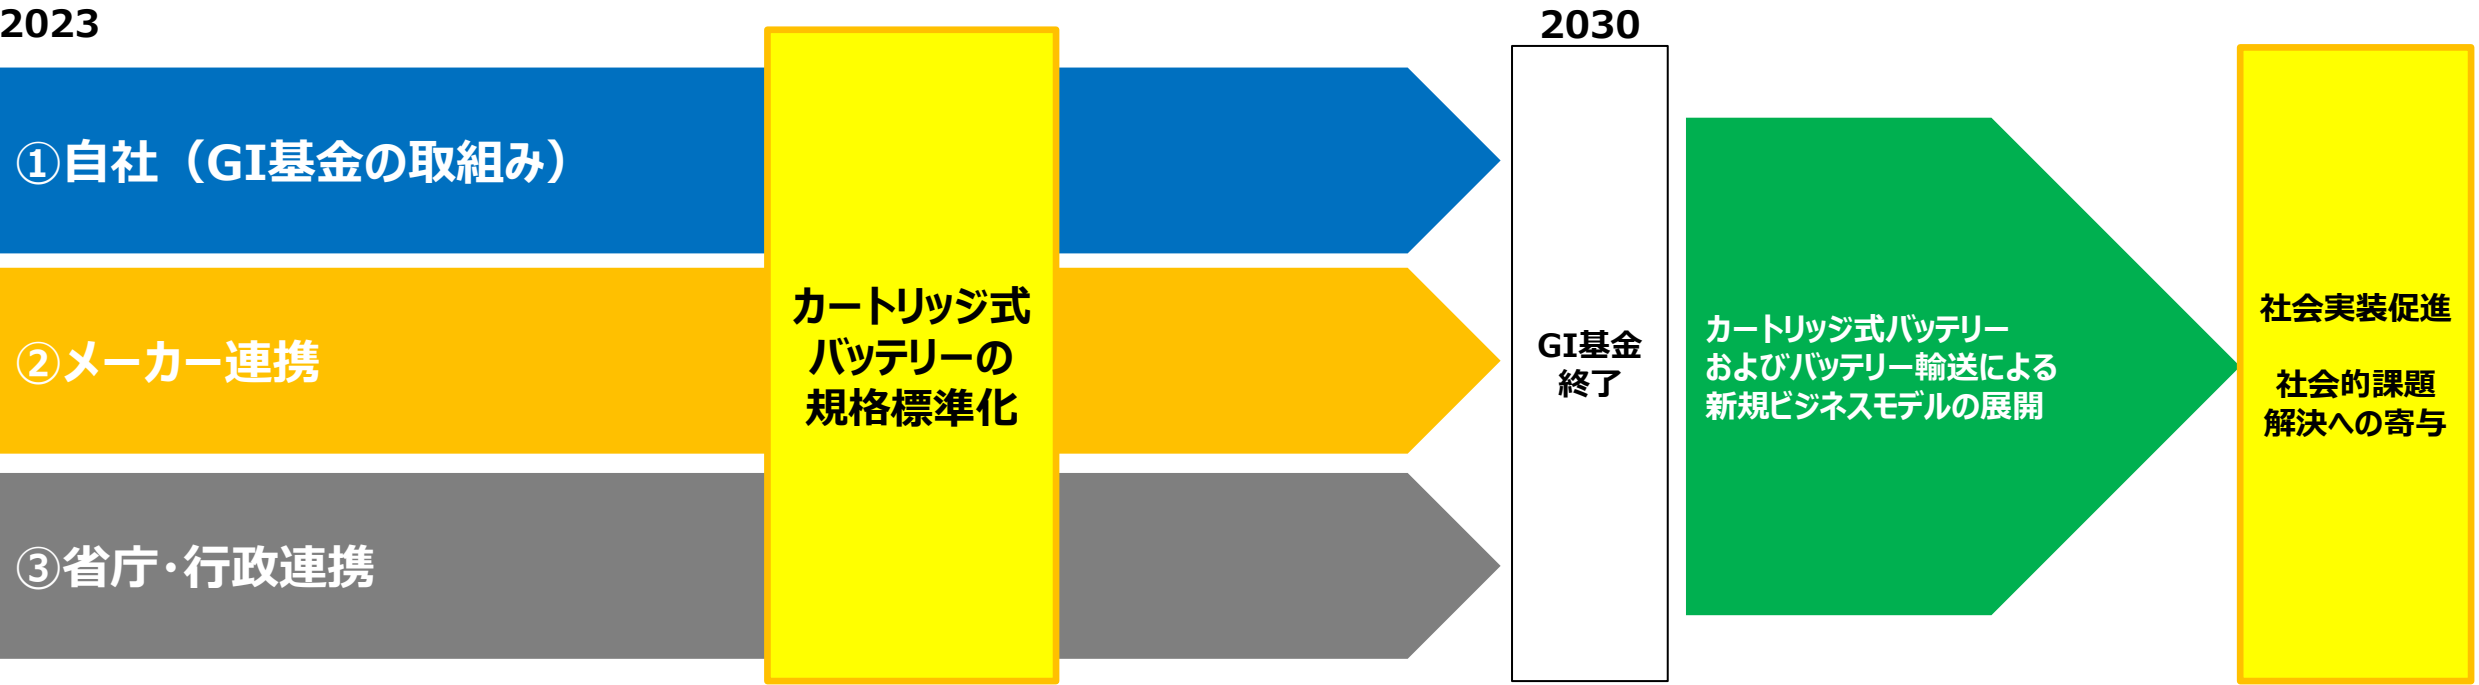 2023
2030
①自社（GI基金の取組み）
②メーカー連携
③省庁・行政連携
カートリッジ式
バッテリーの
規格標準化
GI基金
終了
カートリッジ式バッテリー
およびバッテリー輸送による
新規ビジネスモデルの展開
社会実装促進
社会的課題
解決への寄与